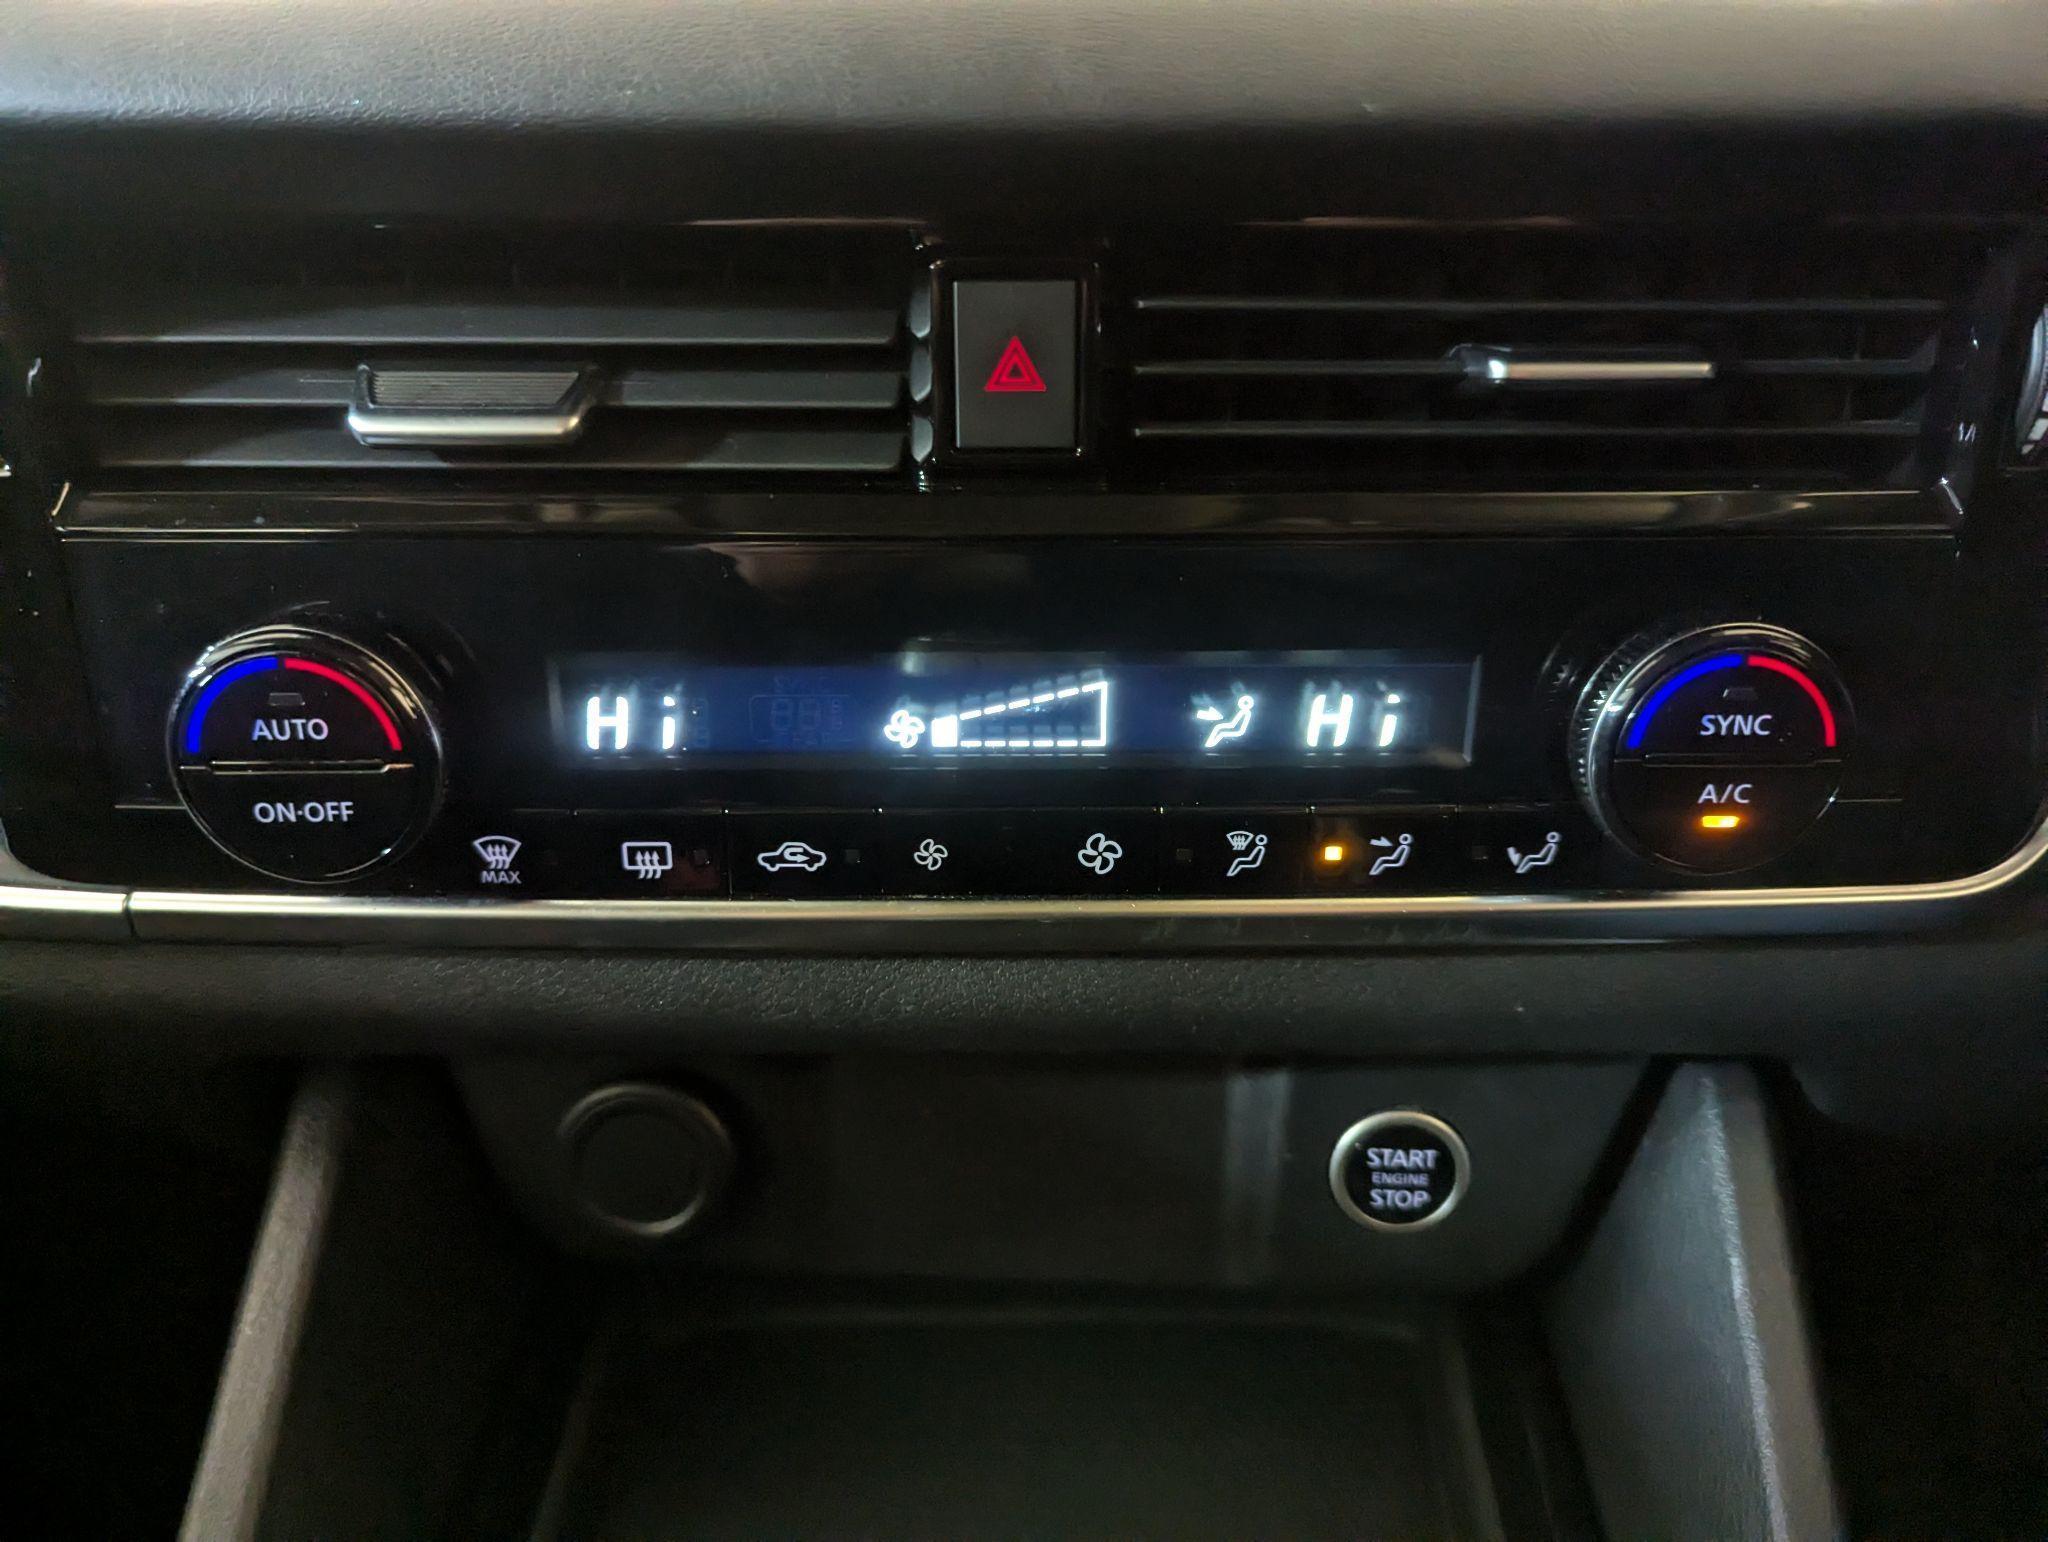 Hi
Hi
AUTO
ON·OFF
SYNC
A/C
MAX
START
ENGINE
STOP